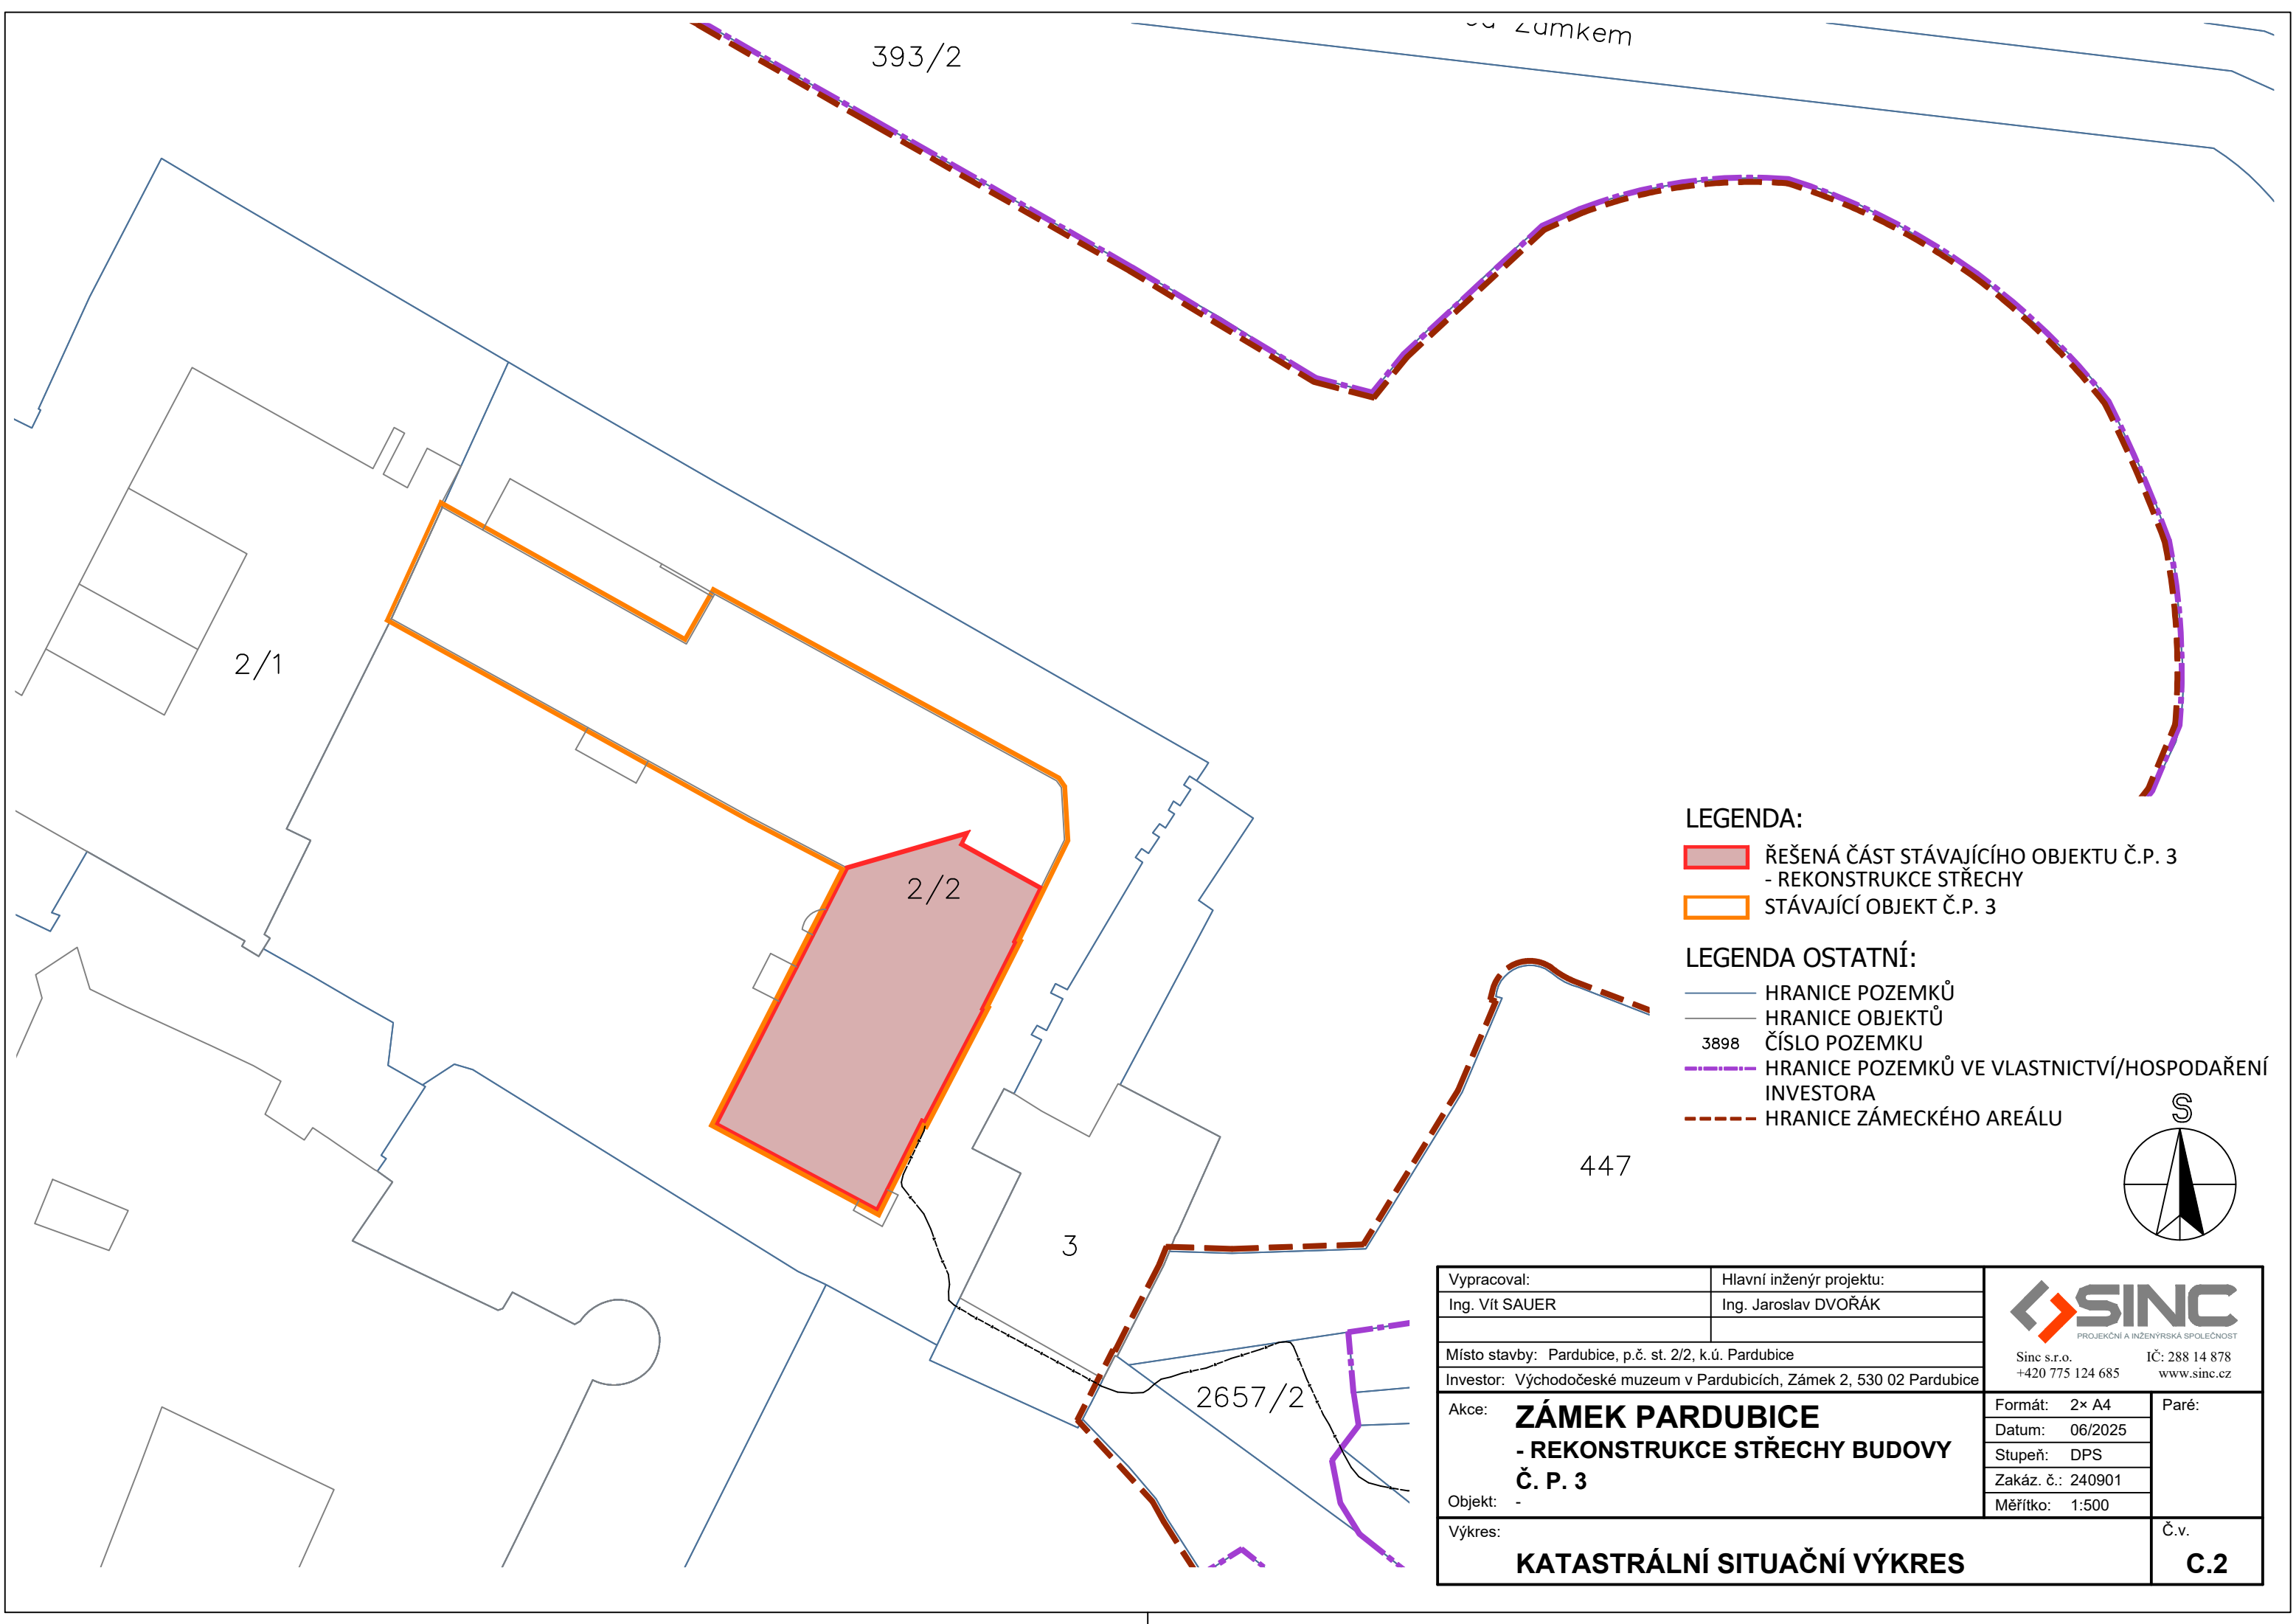 Zámkem
393/2
2/1
2/2
3
447
2657/2
LEGENDA:
ŘEŠENÁ ČÁST STÁVAJÍCÍHO OBJEKTU Č.P. 3
- REKONSTRUKCE STŘECHY
STÁVAJÍCÍ OBJEKT Č.P. 3
LEGENDA OSTATNÍ:
HRANICE POZEMKŮ
HRANICE OBJEKTŮ
3898 ČÍSLO POZEMKU
HRANICE POZEMKŮ VE VLASTNICTVÍ/HOSPODAŘENÍ
INVESTORA
HRANICE ZÁMECKÉHO AREÁLU
S
Vypracoval: Hlavní inženýr projektu:
Ing. Vít SAUER Ing. Jaroslav DVOŘÁK
Místo stavby: Pardubice, p.č. st. 2/2, k.ú. Pardubice
Investor: Východočeské muzeum v Pardubicích, Zámek 2, 530 02 Pardubice
SINC
PROJEKČNÍ A INŽENÝRSKÁ SPOLEČNOST
Sinc s.r.o. IČ: 288 14 878
+420 775 124 685 www.sinc.cz
Akce: ZÁMEK PARDUBICE
- REKONSTRUKCE STŘECHY BUDOVY
Č. P. 3
Objekt: -
Formát: 2× A4
Datum: 06/2025
Stupeň: DPS
Zakáz. č.: 240901
Měřítko: 1:500
Paré:
Výkres:
KATASTRÁLNÍ SITUAČNÍ VÝKRES
Č.v.
C.2